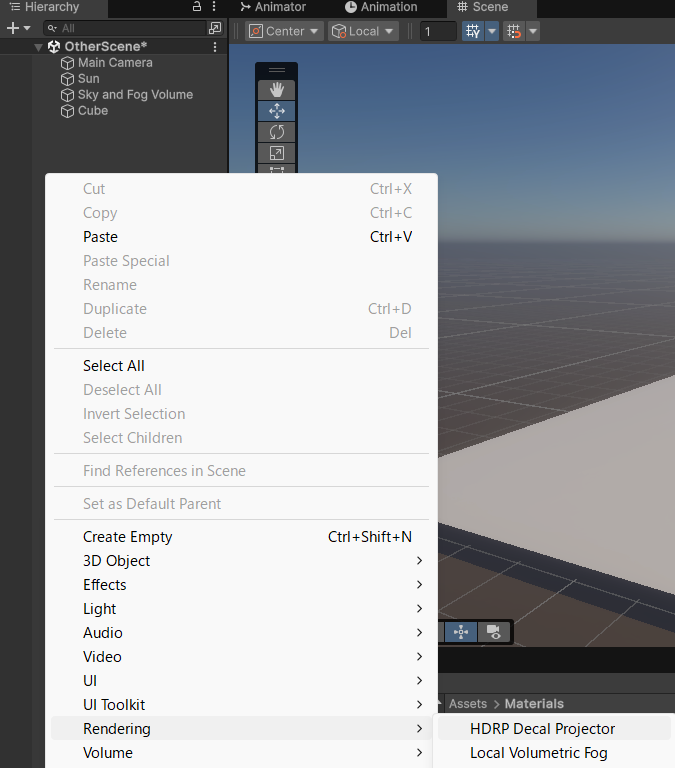 Hierarchy
Animator
Animation
Scene
All
Center
Local
1
OtherScene*
Main Camera
Sun
Sky and Fog Volume
Cube
Cut Ctrl+X
Copy Ctrl+C
Paste Ctrl+V
Paste Special
Rename
Duplicate Ctrl+D
Delete Del
Select All
Deselect All
Invert Selection
Select Children
Find References in Scene
Set as Default Parent
Create Empty Ctrl+Shift+N
3D Object
Effects
Light
Audio
Video
UI
UI Toolkit
Assets > Materials
Rendering
HDRP Decal Projector
Volume
Local Volumetric Fog